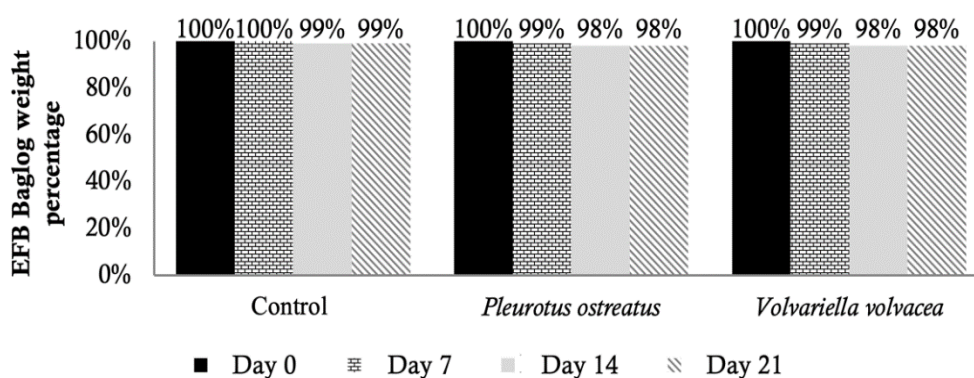 100% 100% 99% 99% 100% 99% 98% 98% 100% 99% 98% 98%
EFB Baglog weight
percentage
100%
80%
60%
40%
20%
0%
Control Pleurotus ostreatus Volvariella volvacea
Day 0 Day 7 Day 14 Day 21